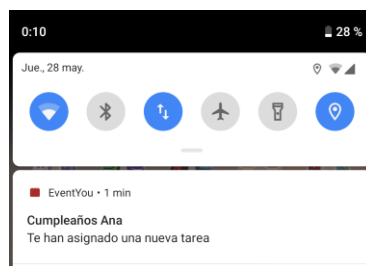 0:10 28 %
Jue., 28 may.
EventYou • 1 min
Cumpleaños Ana
Te han asignado una nueva tarea